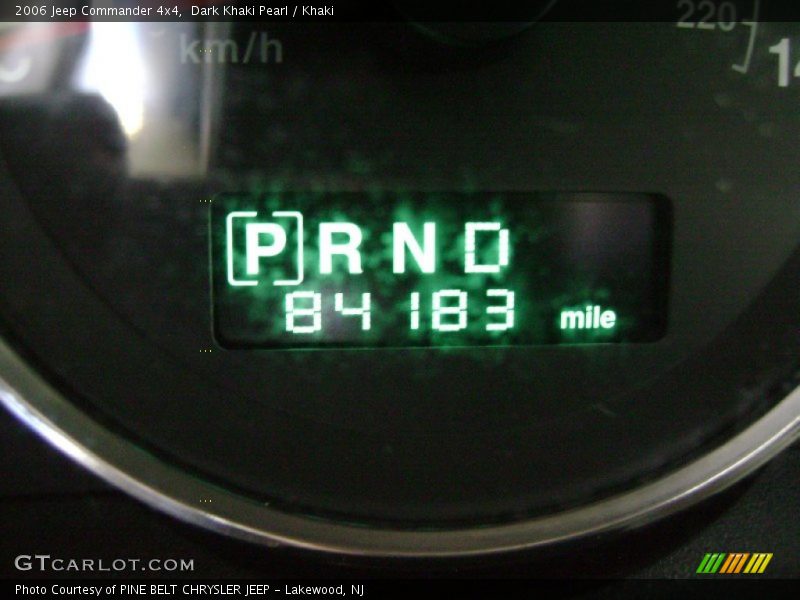 2006 Jeep Commander 4x4, Dark Khaki Pearl / Khaki
km/h
220
14
[P] R N D
84183 mile
GTCARLOT.COM
Photo Courtesy of PINE BELT CHRYSLER JEEP - Lakewood, NJ